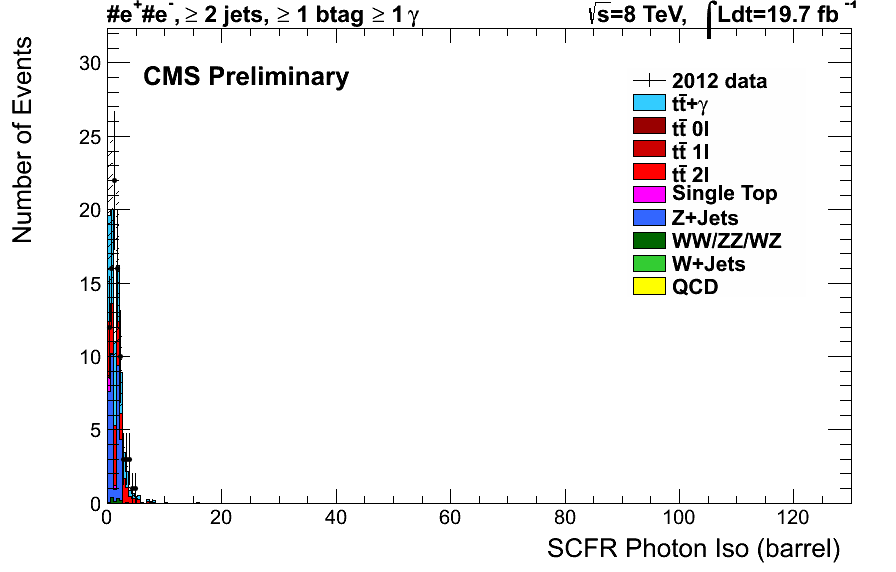 #e⁺#e⁻, ≥ 2 jets, ≥ 1 btag ≥ 1 γ
√s=8 TeV, ∫Ldt=19.7 fb⁻¹
CMS Preliminary
2012 data
tt̄+γ
tt̄ 0l
tt̄ 1l
tt̄ 2l
Single Top
Z+Jets
WW/ZZ/WZ
W+Jets
QCD
Number of Events
30
25
20
15
10
5
0
0 20 40 60 80 100 120
SCFR Photon Iso (barrel)